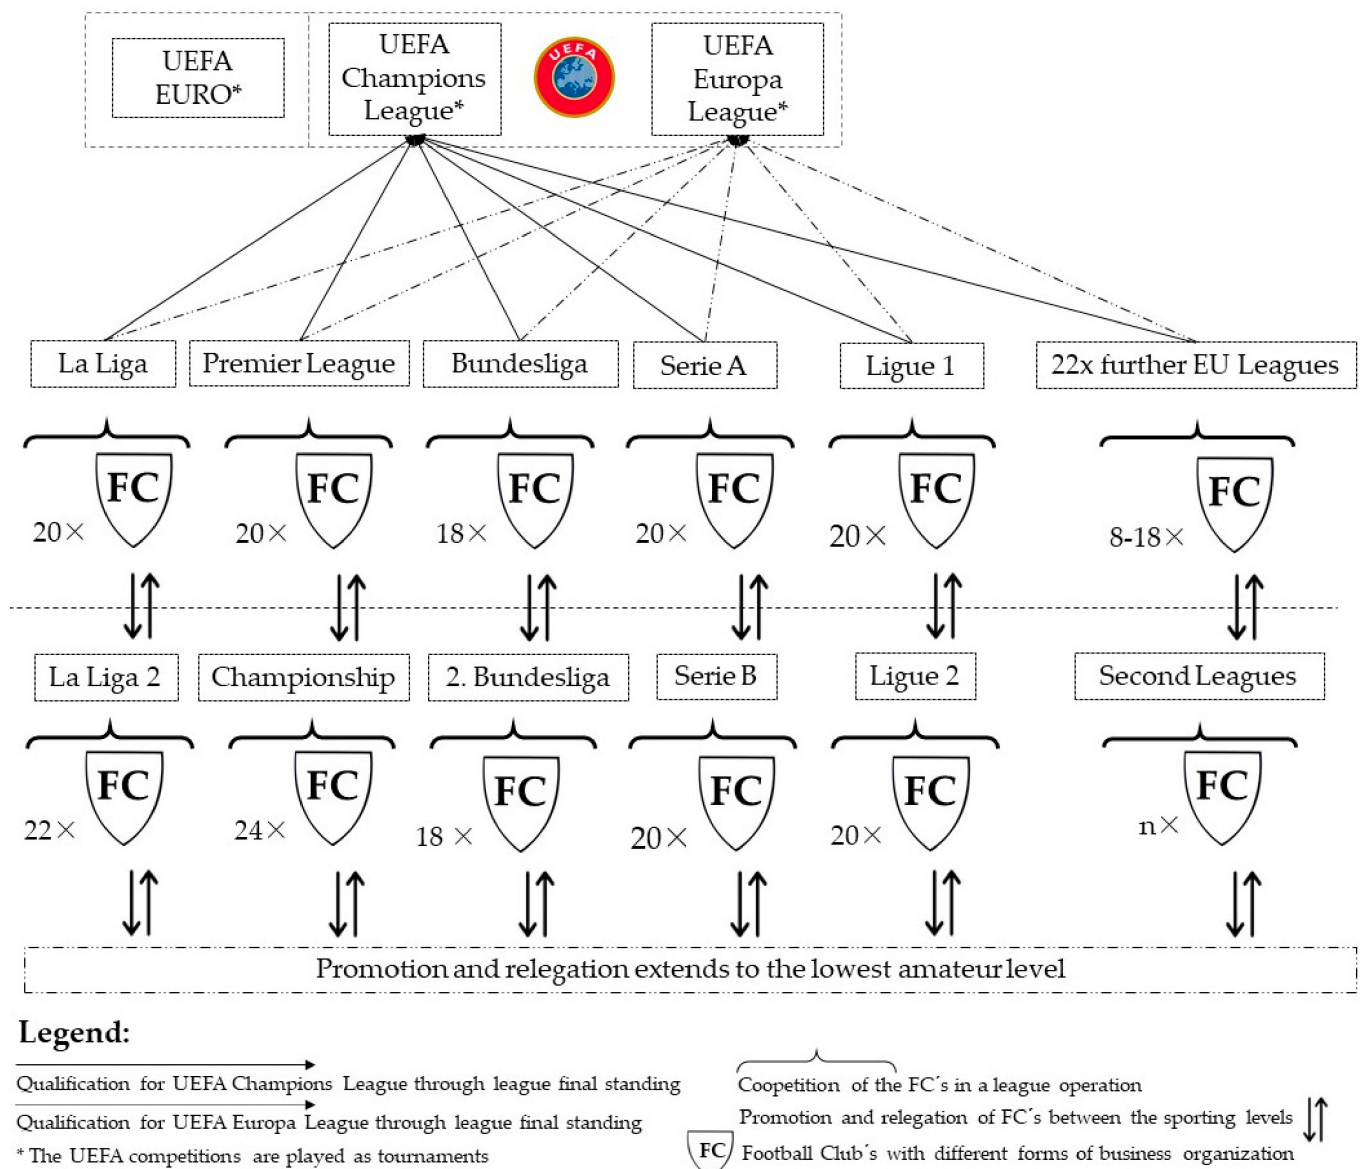 UEFA
EURO*
UEFA
Champions
League*
UEFA
UEFA
Europa
League*
La Liga
Premier League
Bundesliga
Serie A
Ligue 1
22x further EU Leagues
FC
20×
FC
20×
FC
18×
FC
20×
FC
20×
FC
8-18×
La Liga 2
Championship
2. Bundesliga
Serie B
Ligue 2
Second Leagues
FC
22×
FC
24×
FC
18 ×
FC
20×
FC
20×
FC
n×
Promotion and relegation extends to the lowest amateur level
Legend:
Qualification for UEFA Champions League through league final standing
Qualification for UEFA Europa League through league final standing
* The UEFA competitions are played as tournaments
Coopetition of the FC´s in a league operation
Promotion and relegation of FC´s between the sporting levels
FC Football Club´s with different forms of business organization